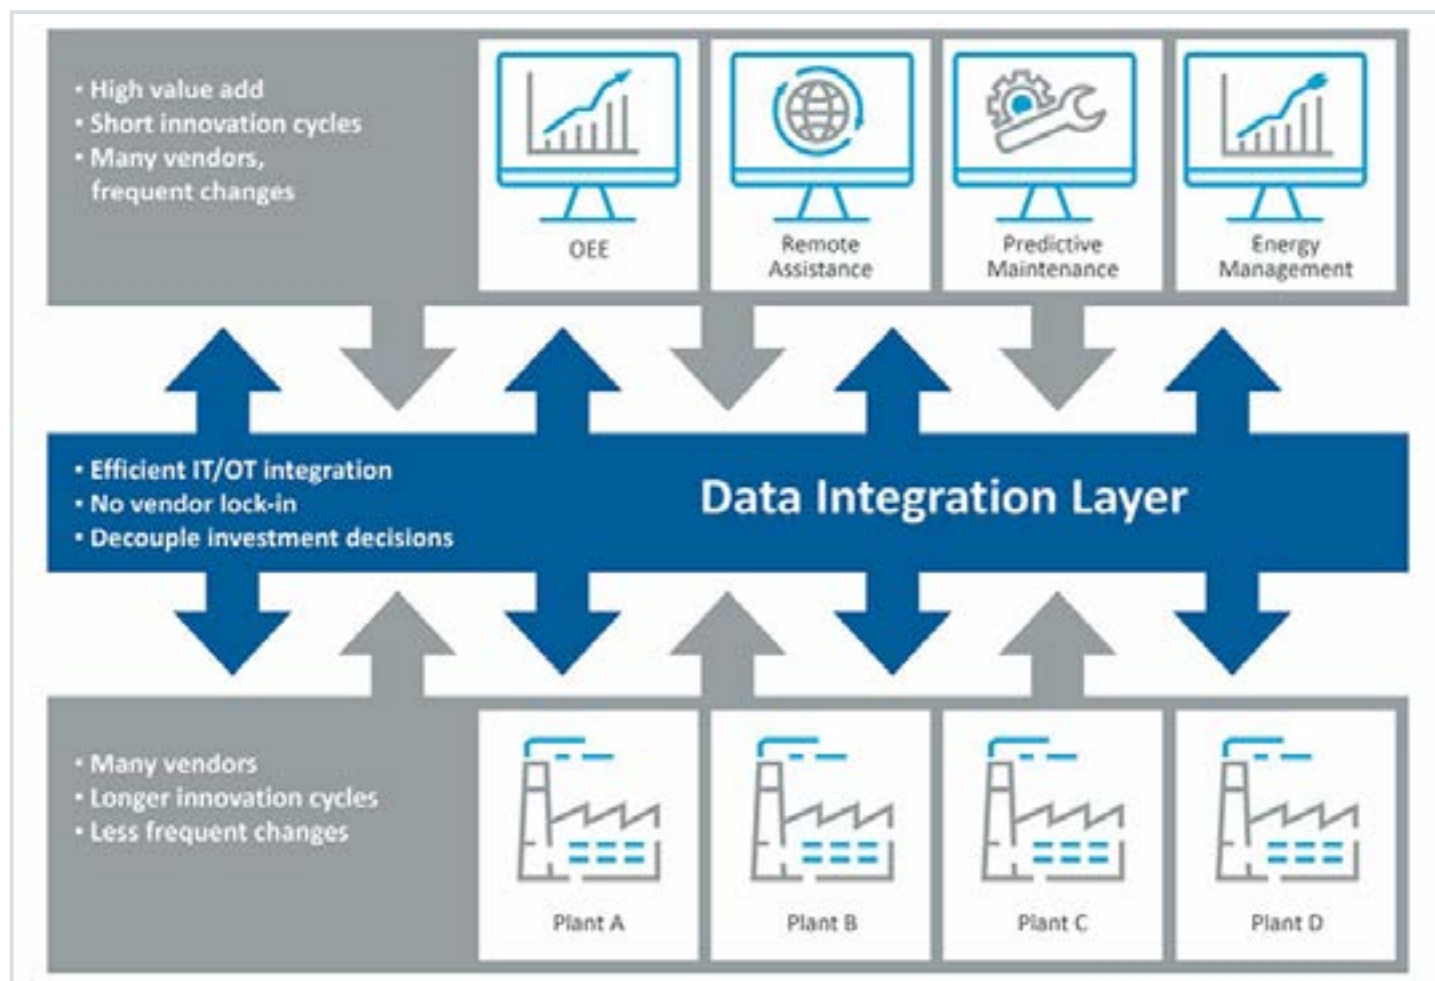 • High value add
• Short innovation cycles
• Many vendors,
frequent changes
OEE
Remote
Assistance
Predictive
Maintenance
Energy
Management
• Efficient IT/OT integration
• No vendor lock-in
• Decouple investment decisions
Data Integration Layer
• Many vendors
• Longer innovation cycles
• Less frequent changes
Plant A
Plant B
Plant C
Plant D